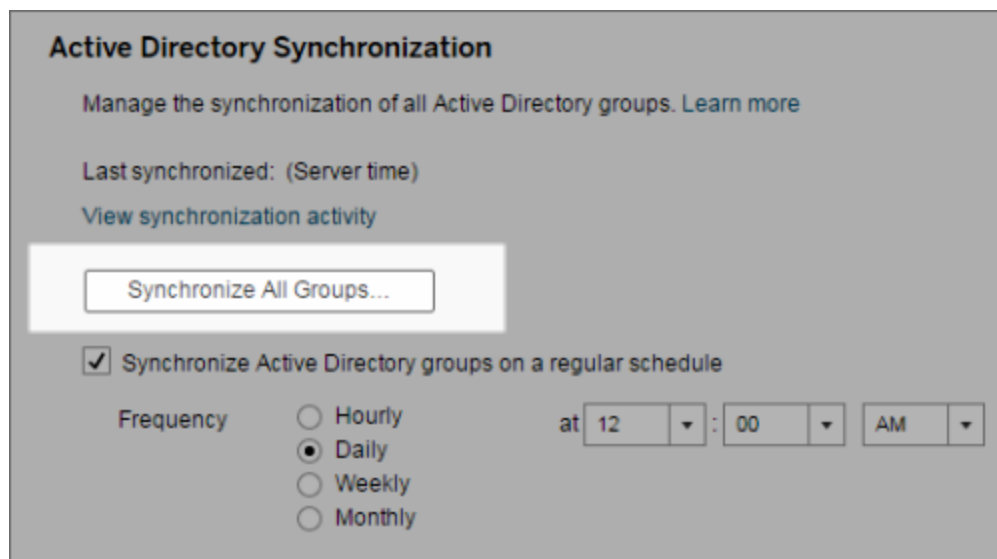 Active Directory Synchronization
Manage the synchronization of all Active Directory groups. Learn more
Last synchronized: (Server time)
View synchronization activity
Synchronize All Groups...
Synchronize Active Directory groups on a regular schedule
Frequency Hourly at 12 : 00 AM
Daily
Weekly
Monthly